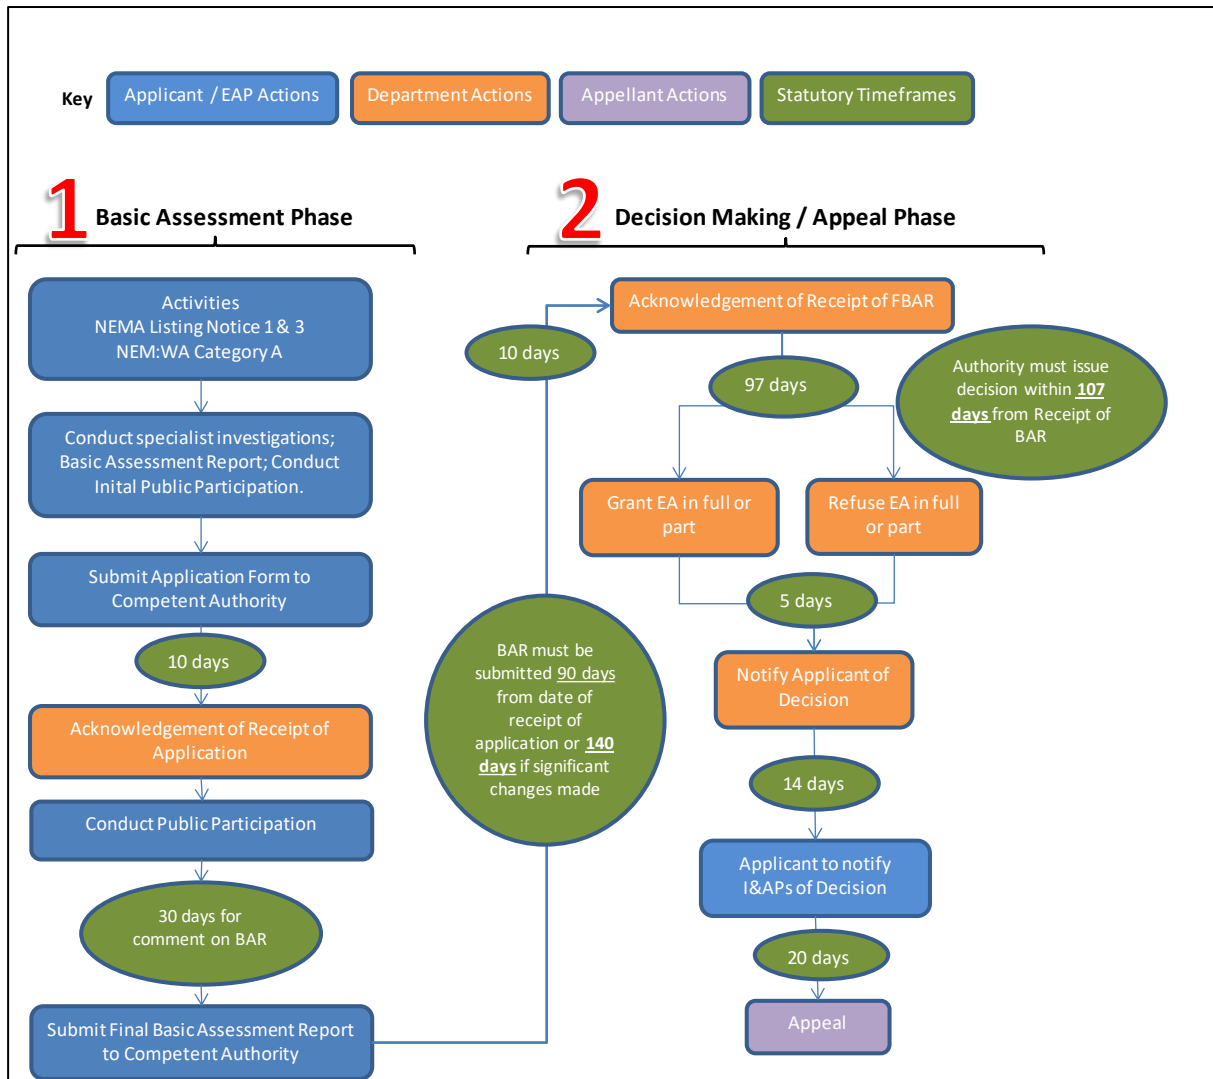 Key
Applicant / EAP Actions
Department Actions
Appellant Actions
Statutory Timeframes
1 Basic Assessment Phase
Activities
NEMA Listing Notice 1 & 3
NEM:WA Category A
Conduct specialist investigations;
Basic Assessment Report; Conduct
Inital Public Participation.
Submit Application Form to
Competent Authority
10 days
Acknowledgement of Receipt of
Application
Conduct Public Participation
30 days for
comment on BAR
Submit Final Basic Assessment Report
to Competent Authority
BAR must be
submitted 90 days
from date of
receipt of
application or 140
days if significant
changes made
10 days
2 Decision Making / Appeal Phase
Acknowledgement of Receipt of FBAR
97 days
Authority must issue
decision within 107
days from Receipt of
BAR
Grant EA in full or
part
Refuse EA in full
or part
5 days
Notify Applicant of
Decision
14 days
Applicant to notify
I&APs of Decision
20 days
Appeal